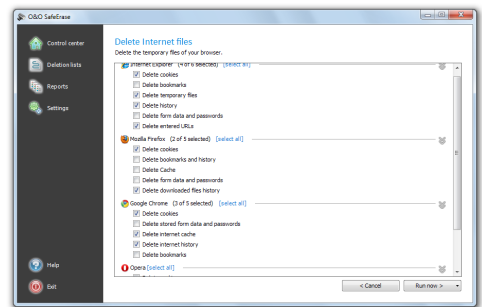 O&O SafeErase
Control center
Deletion lists
Reports
Settings
Help
Exit
Delete Internet files
Delete the temporary files of your browser.
Internet Explorer (4 of 6 selected) [select all]
Delete cookies
Delete bookmarks
Delete temporary files
Delete history
Delete form data and passwords
Delete entered URLs
Mozilla Firefox (2 of 5 selected) [select all]
Delete cookies
Delete bookmarks and history
Delete Cache
Delete form data and passwords
Delete downloaded files history
Google Chrome (3 of 5 selected) [select all]
Delete cookies
Delete stored form data and passwords
Delete internet cache
Delete internet history
Delete bookmarks
Opera [select all]
< Cancel
Run now >